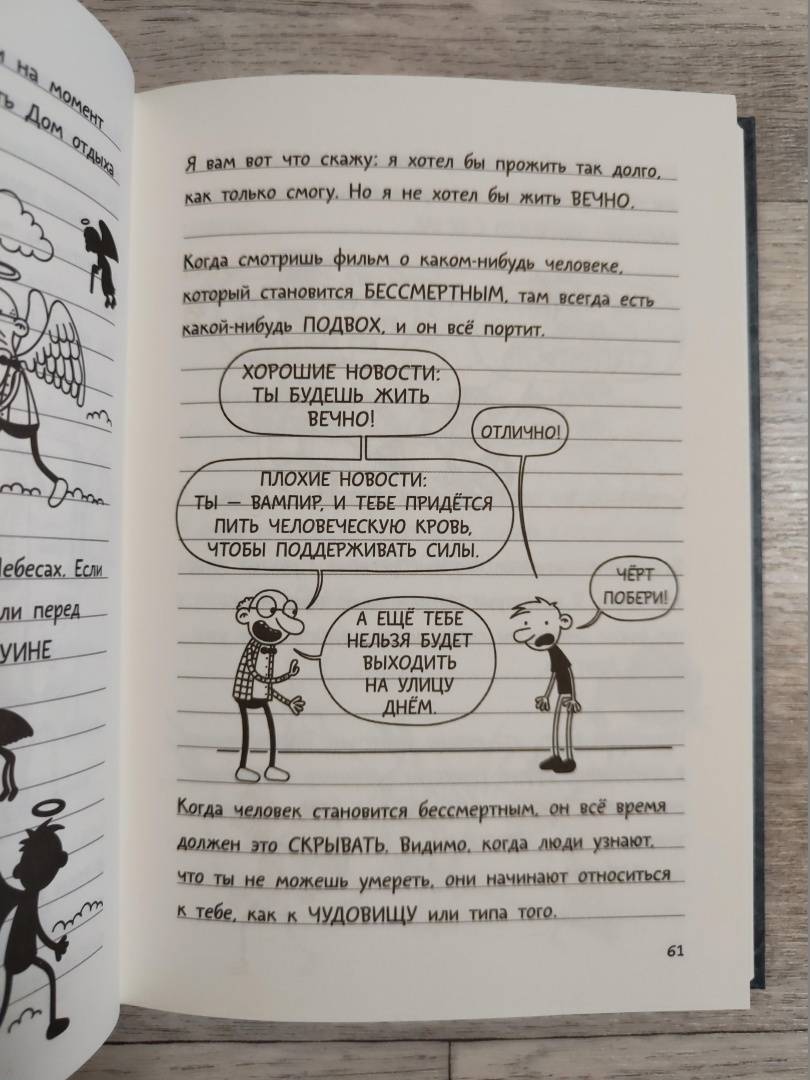 на момент
Дом отдыха
Небесах. Если
перед
Я вам вот что скажу: я хотел бы прожить так долго,
как только смогу. Но я не хотел бы жить ВЕЧНО.
Когда смотришь фильм о каком-нибудь человеке,
который становится БЕССМЕРТНЫМ, там всегда есть
какой-нибудь ПОДВОХ, и он всё портит.
ХОРОШИЕ НОВОСТИ:
ТЫ БУДЕШЬ ЖИТЬ
ВЕЧНО!
ОТЛИЧНО!
ПЛОХИЕ НОВОСТИ:
ТЫ — ВАМПИР, И ТЕБЕ ПРИДЁТСЯ
ПИТЬ ЧЕЛОВЕЧЕСКУЮ КРОВЬ,
ЧТОБЫ ПОДДЕРЖИВАТЬ СИЛЫ.
ЧЁРТ
ПОБЕРИ!
А ЕЩЁ ТЕБЕ
НЕЛЬЗЯ БУДЕТ
ВЫХОДИТЬ
НА УЛИЦУ
ДНЁМ.
Когда человек становится бессмертным, он всё время
должен это СКРЫВАТЬ. Видимо, когда люди узнают,
что ты не можешь умереть, они начинают относиться
к тебе, как к ЧУДОВИЩУ или типа того.
61